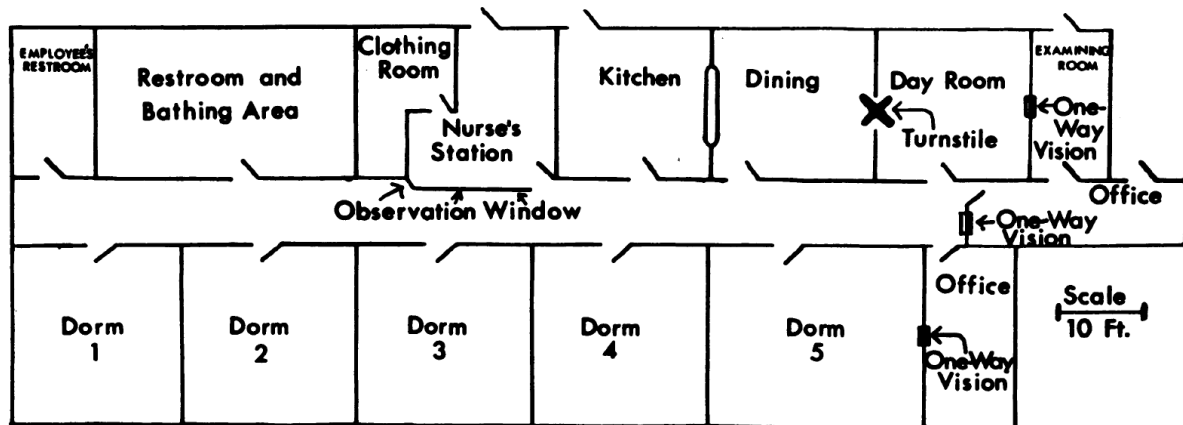 EMPLOYEE'S
RESTROOM
Restroom and
Bathing Area
Clothing
Room
Nurse's
Station
Kitchen
Dining
Day Room
Turnstile
EXAMINING
ROOM
One-
Way
Vision
Office
Observation Window
One-Way
Vision
Dorm
1
Dorm
2
Dorm
3
Dorm
4
Dorm
5
Office
One-Way
Vision
Scale
10 Ft.